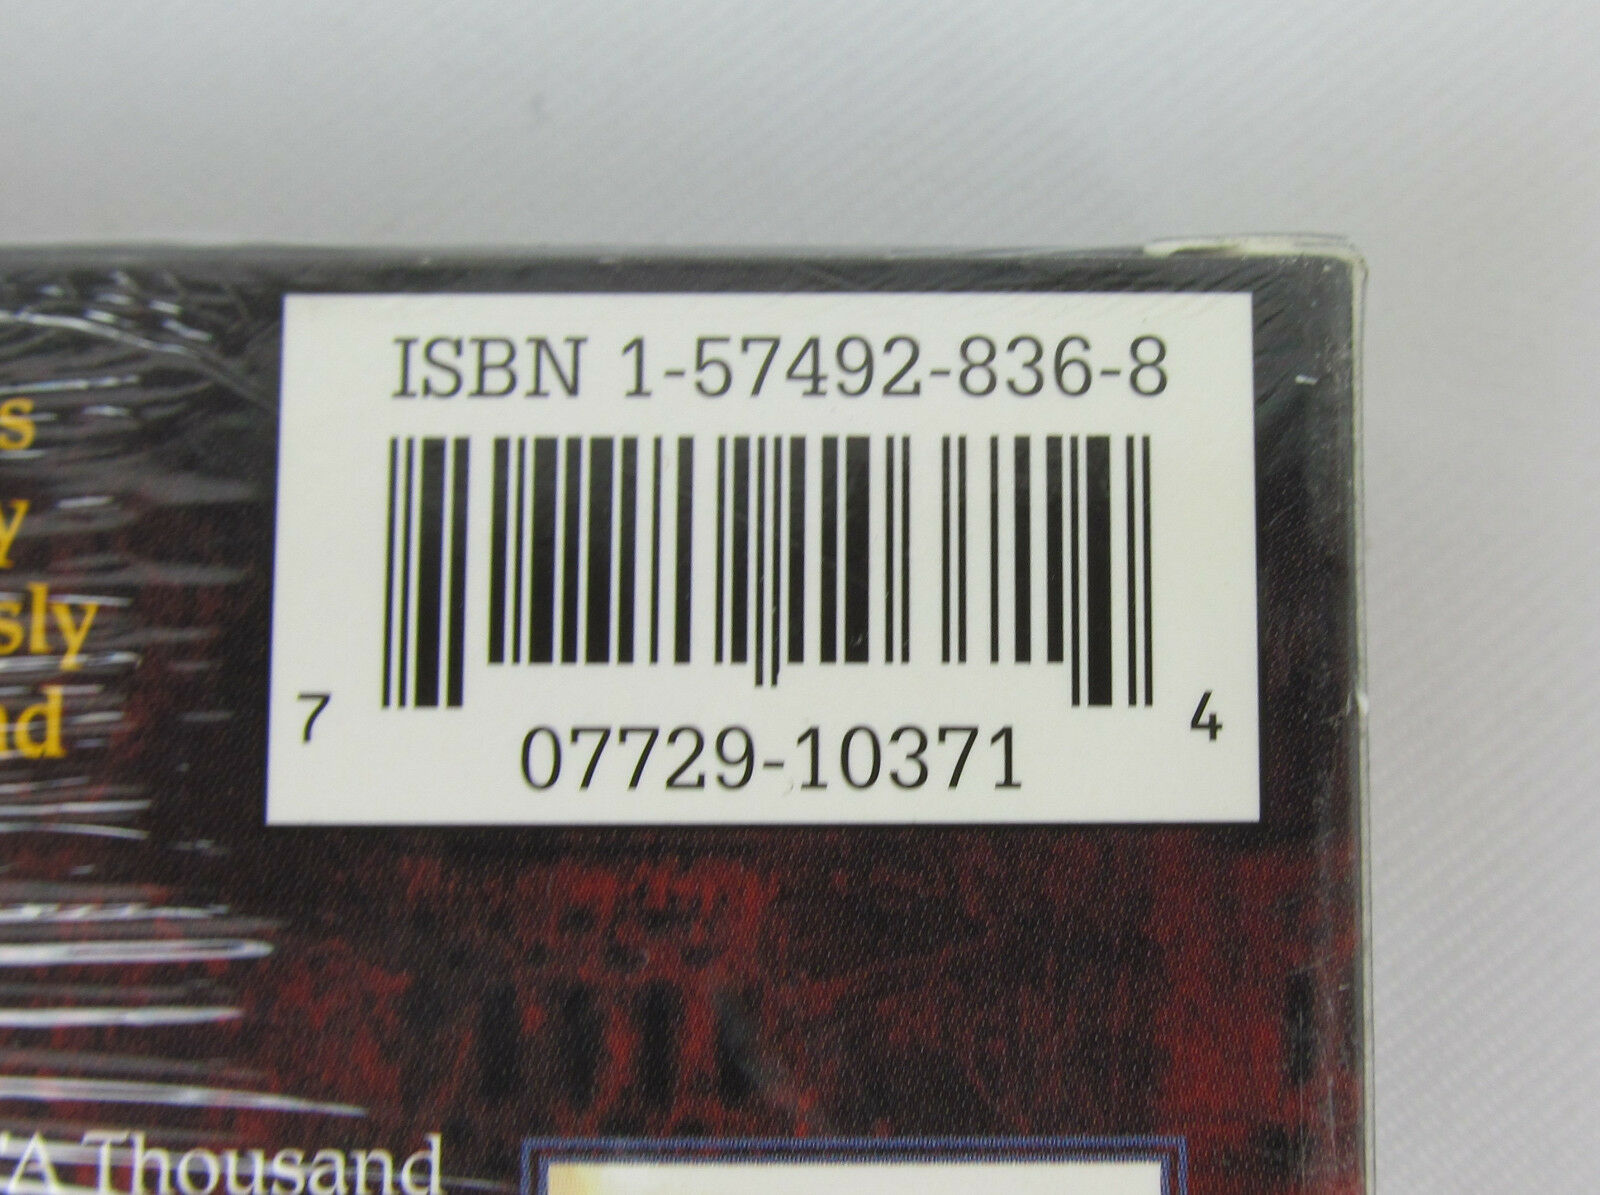 ISBN 1-57492-836-8
s
y
sly
nd
7 07729-10371 4
"A Thousand